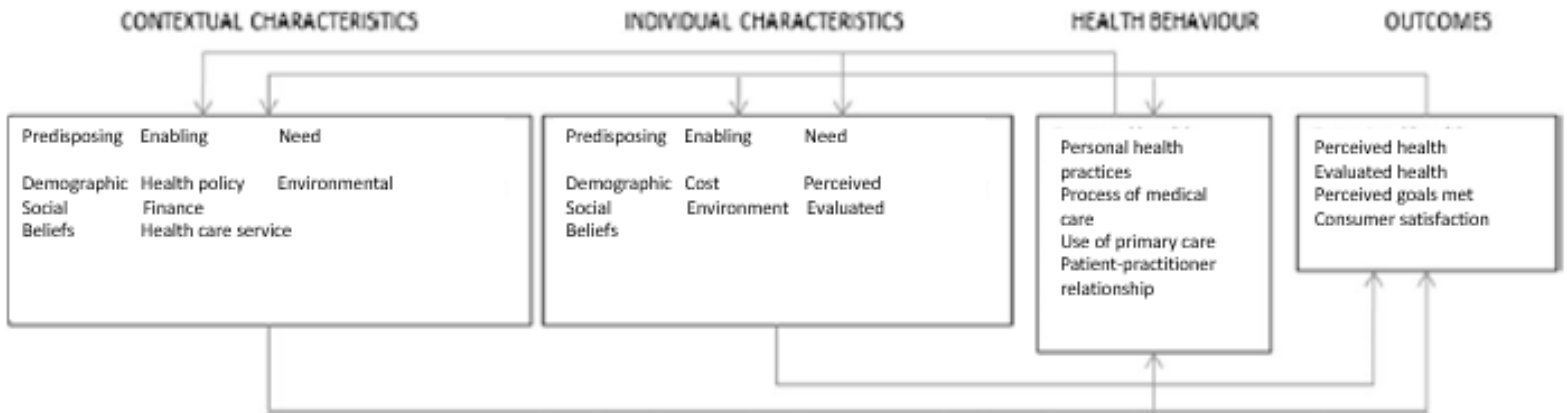 CONTEXTUAL CHARACTERISTICS INDIVIDUAL CHARACTERISTICS HEALTH BEHAVIOUR OUTCOMES
Predisposing Enabling Need
Demographic Health policy Environmental
Social Finance
Beliefs Health care service
Predisposing Enabling Need
Demographic Cost Perceived
Social Environment Evaluated
Beliefs
Personal health
practices
Process of medical
care
Use of primary care
Patient-practitioner
relationship
Perceived health
Evaluated health
Perceived goals met
Consumer satisfaction